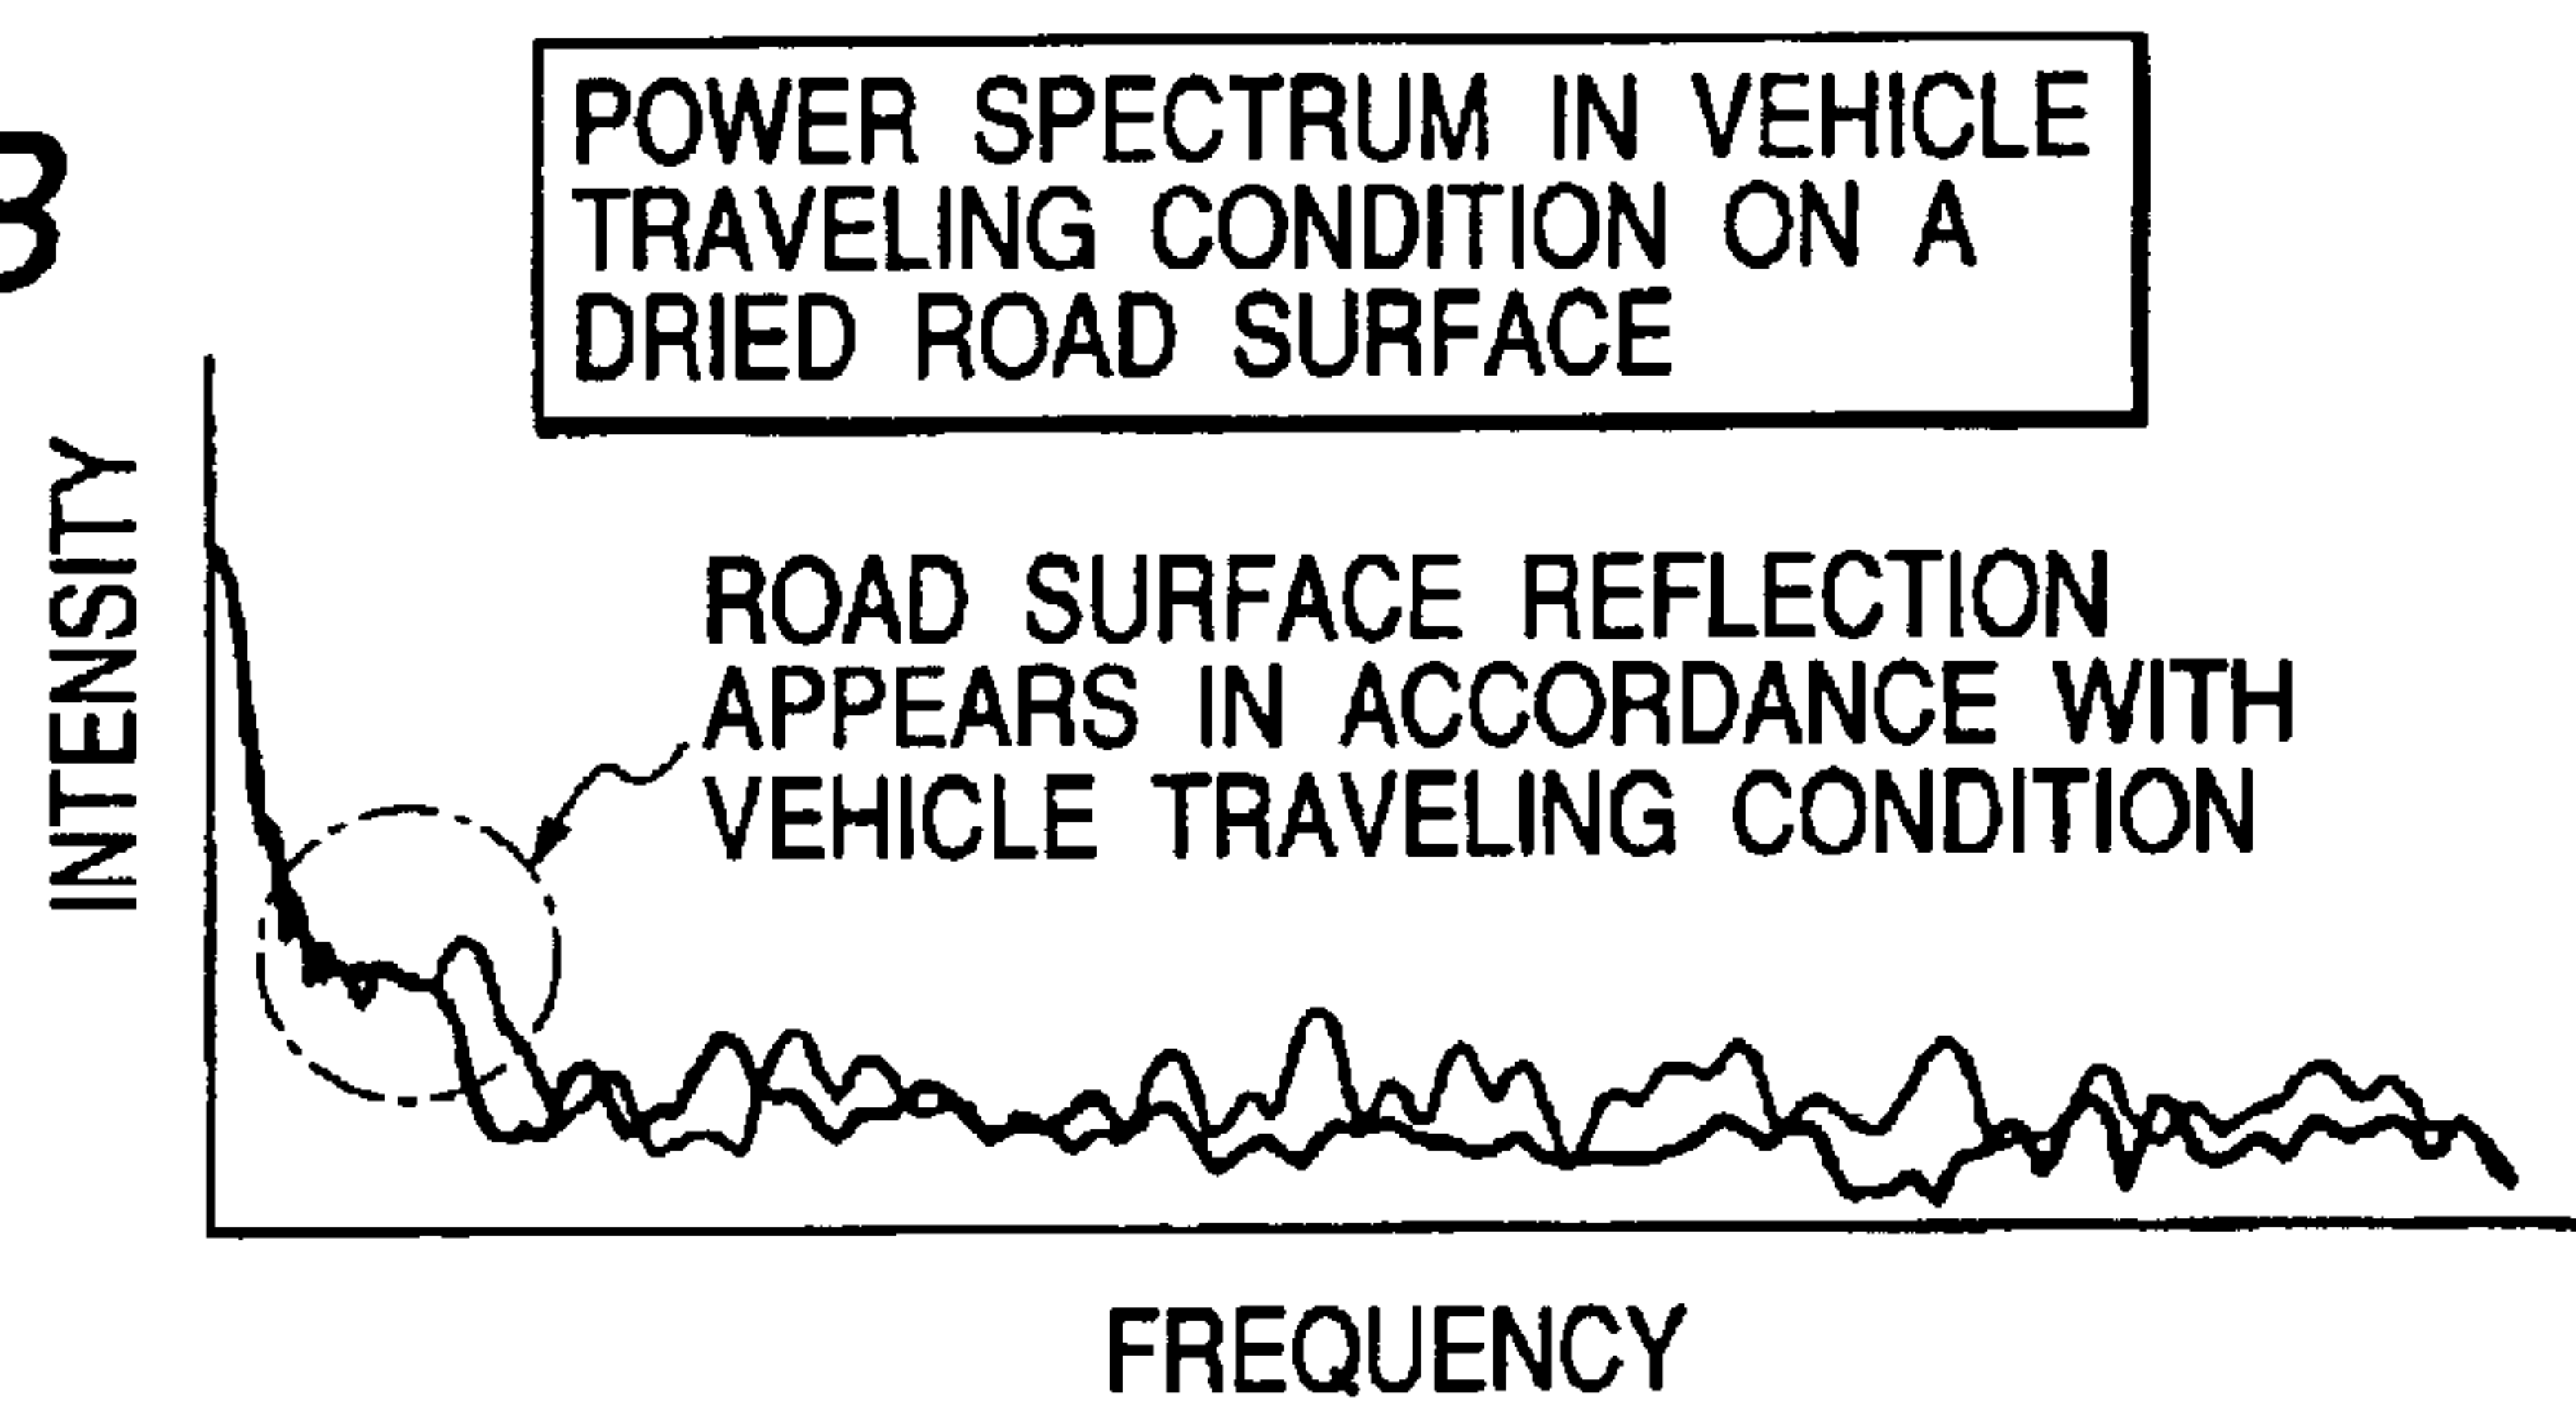 B
POWER SPECTRUM IN VEHICLE
TRAVELING CONDITION ON A
DRIED ROAD SURFACE
INTENSITY
ROAD SURFACE REFLECTION
APPEARS IN ACCORDANCE WITH
VEHICLE TRAVELING CONDITION
FREQUENCY